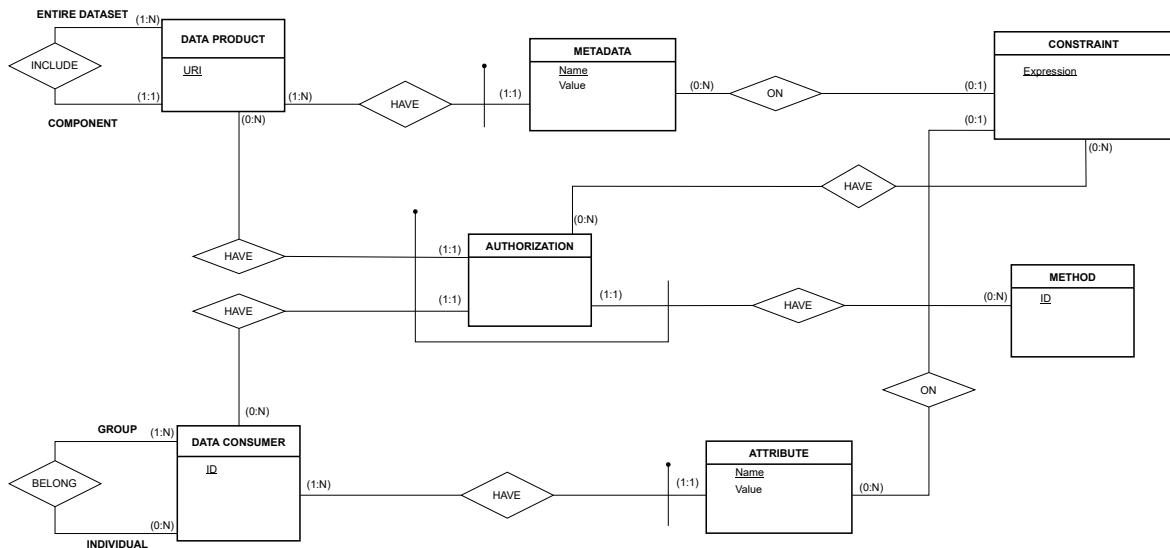 ENTIRE DATASET
(1:N)
DATA PRODUCT
URI
INCLUDE
(1:1)
COMPONENT
(0:N)
(1:N)
HAVE
(1:1)
METADATA
Name
Value
(0:N)
ON
(0:1)
CONSTRAINT
Expression
(0:1)
(0:N)
HAVE
(0:N)
HAVE
(1:1)
AUTHORIZATION
HAVE
(1:1)
(1:1)
HAVE
(0:N)
METHOD
ID
ON
(0:N)
GROUP
(1:N)
DATA CONSUMER
ID
BELONG
(0:N)
INDIVIDUAL
(1:N)
HAVE
(1:1)
ATTRIBUTE
Name
Value
(0:N)